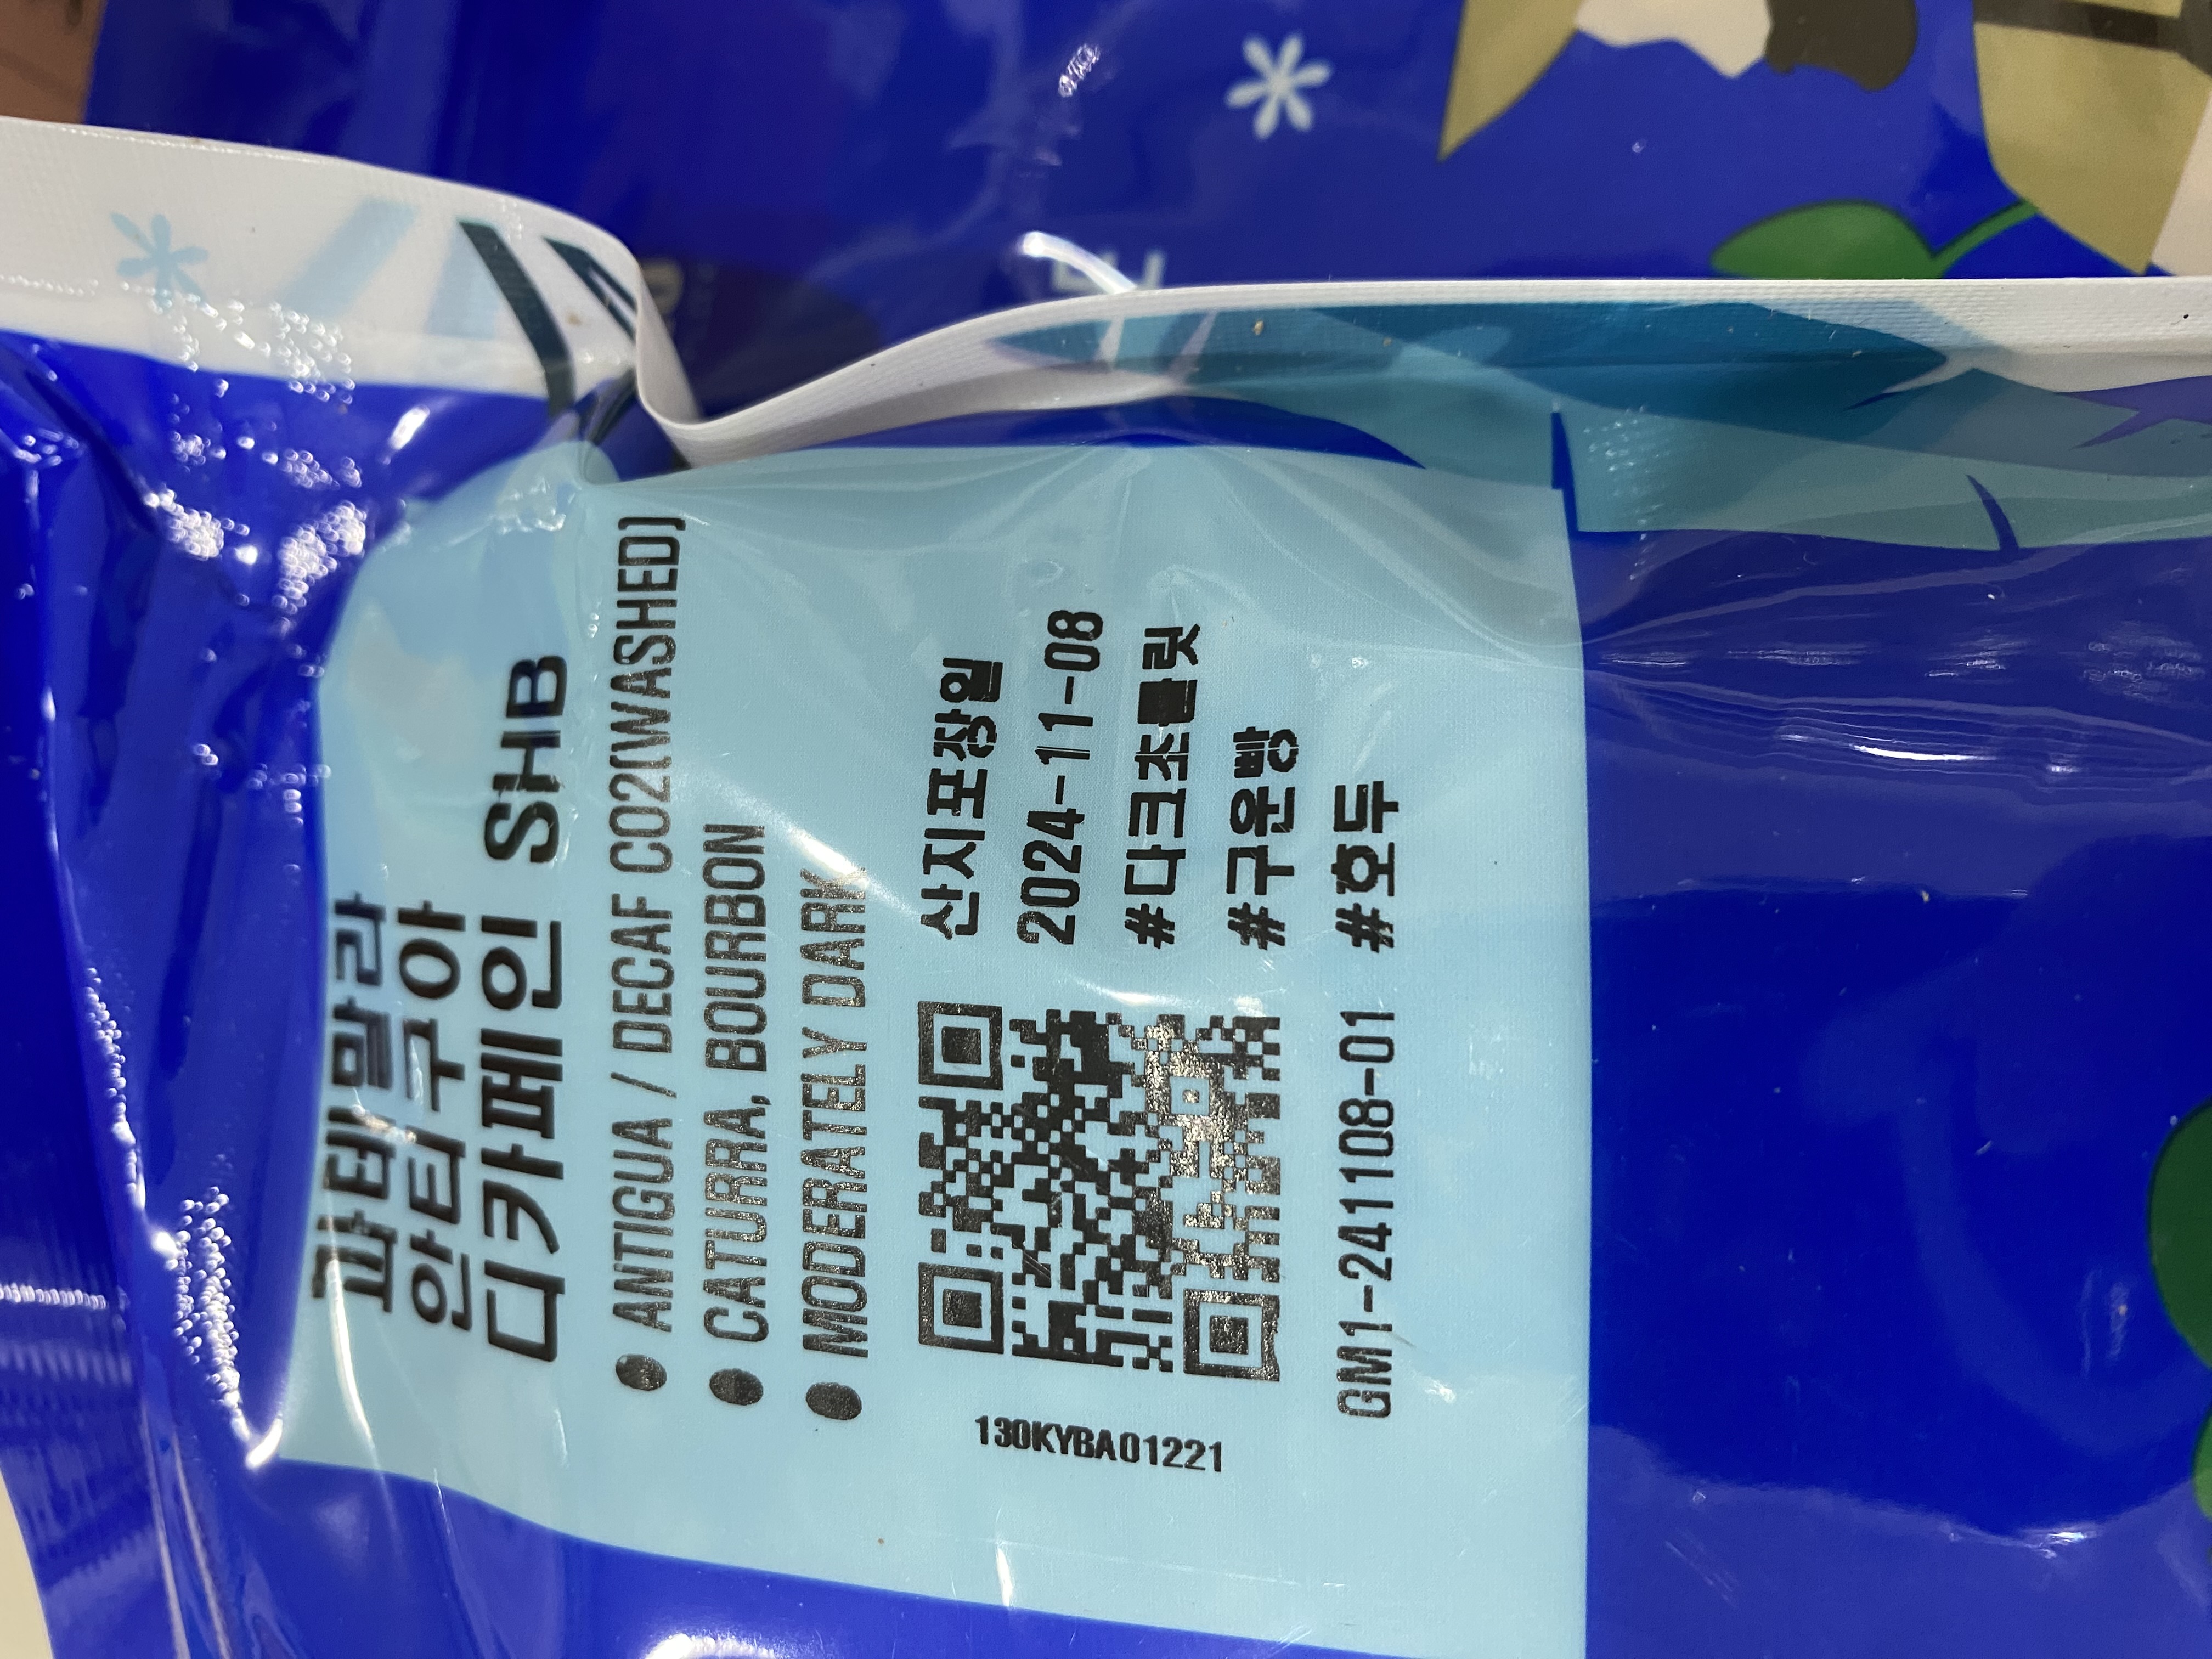 과테말라
안티구아
디카페인 SHB
● ANTIGUA / DECAF CO2(WASHED)
● CATURRA, BOURBON
● MODERATELY DARK
산지포장일
2024-11-08
#다크조콜릿
#구운빵
#호두
130KYBA01221
GM1-241108-01